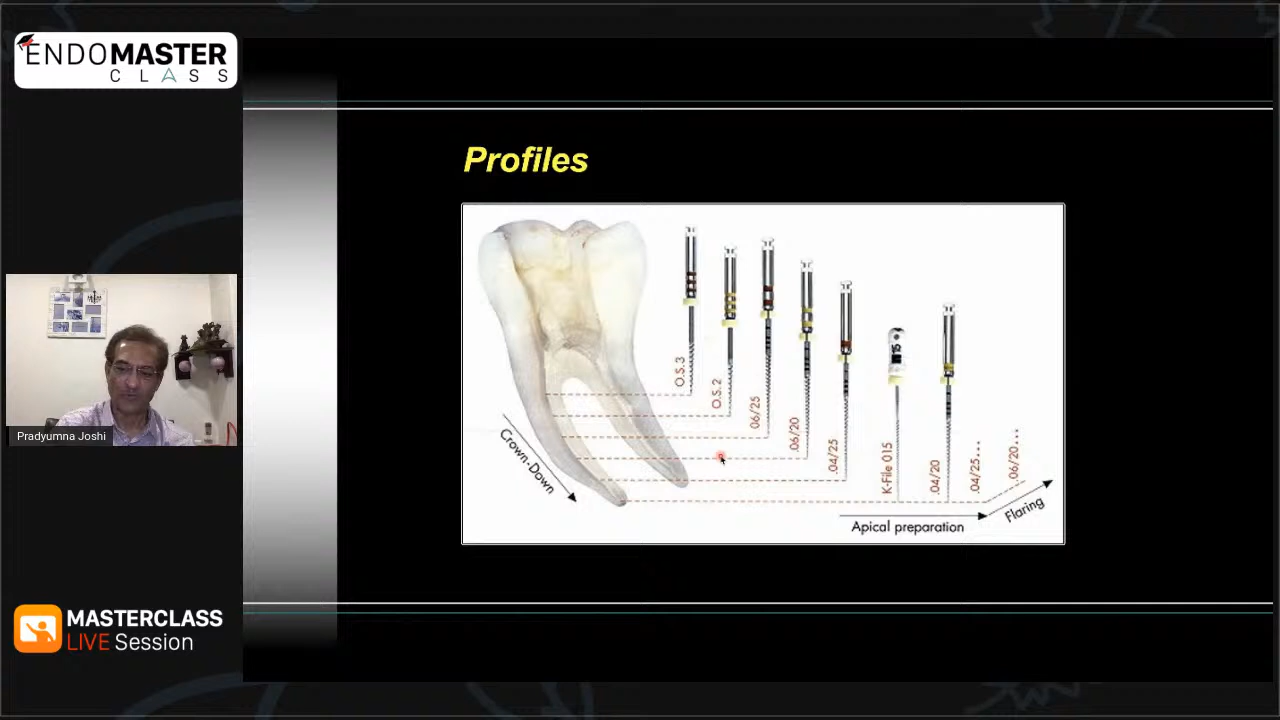 ENDOMASTER
CLASS
Profiles
O.S.3
O.S.2
.06/25
.06/20
.04/25
K-File 015
15
.04/20
.04/25...
.06/20...
Crown-Down
Apical preparation
Flaring
Pradyumna Joshi
MASTERCLASS
LIVE Session